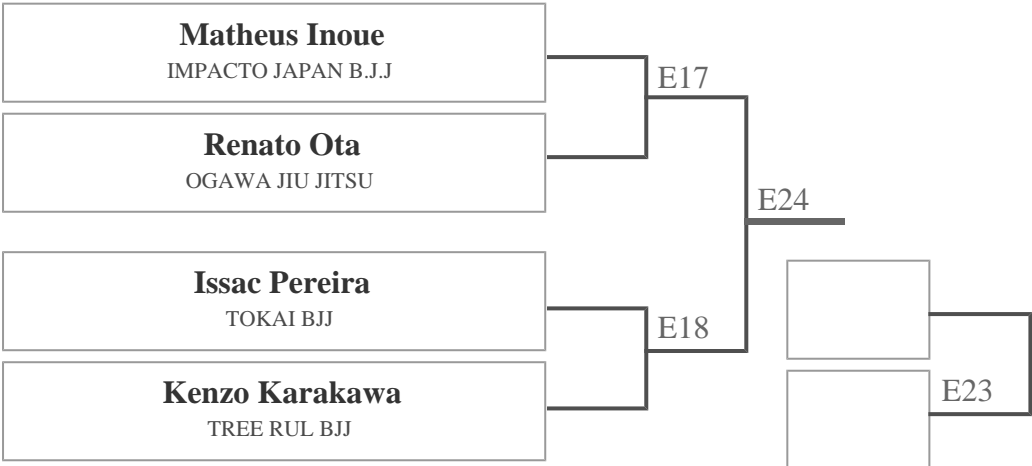 Matheus Inoue
IMPACTO JAPAN B.J.J
E17
Renato Ota
OGAWA JIU JITSU
E24
Issac Pereira
TOKAI BJJ
E18
Kenzo Karakawa
TREE RUL BJJ
E23